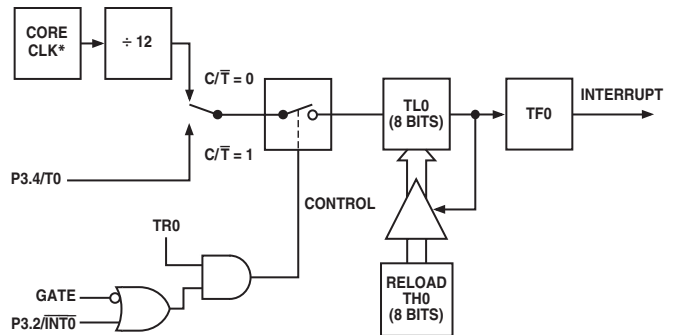 CORE
CLK*
÷ 12
C/T̅ = 0
TL0
(8 BITS)
TF0
INTERRUPT
C/T̅ = 1
P3.4/T0
CONTROL
TR0
GATE
P3.2/I̅N̅T̅0̅
RELOAD
TH0
(8 BITS)